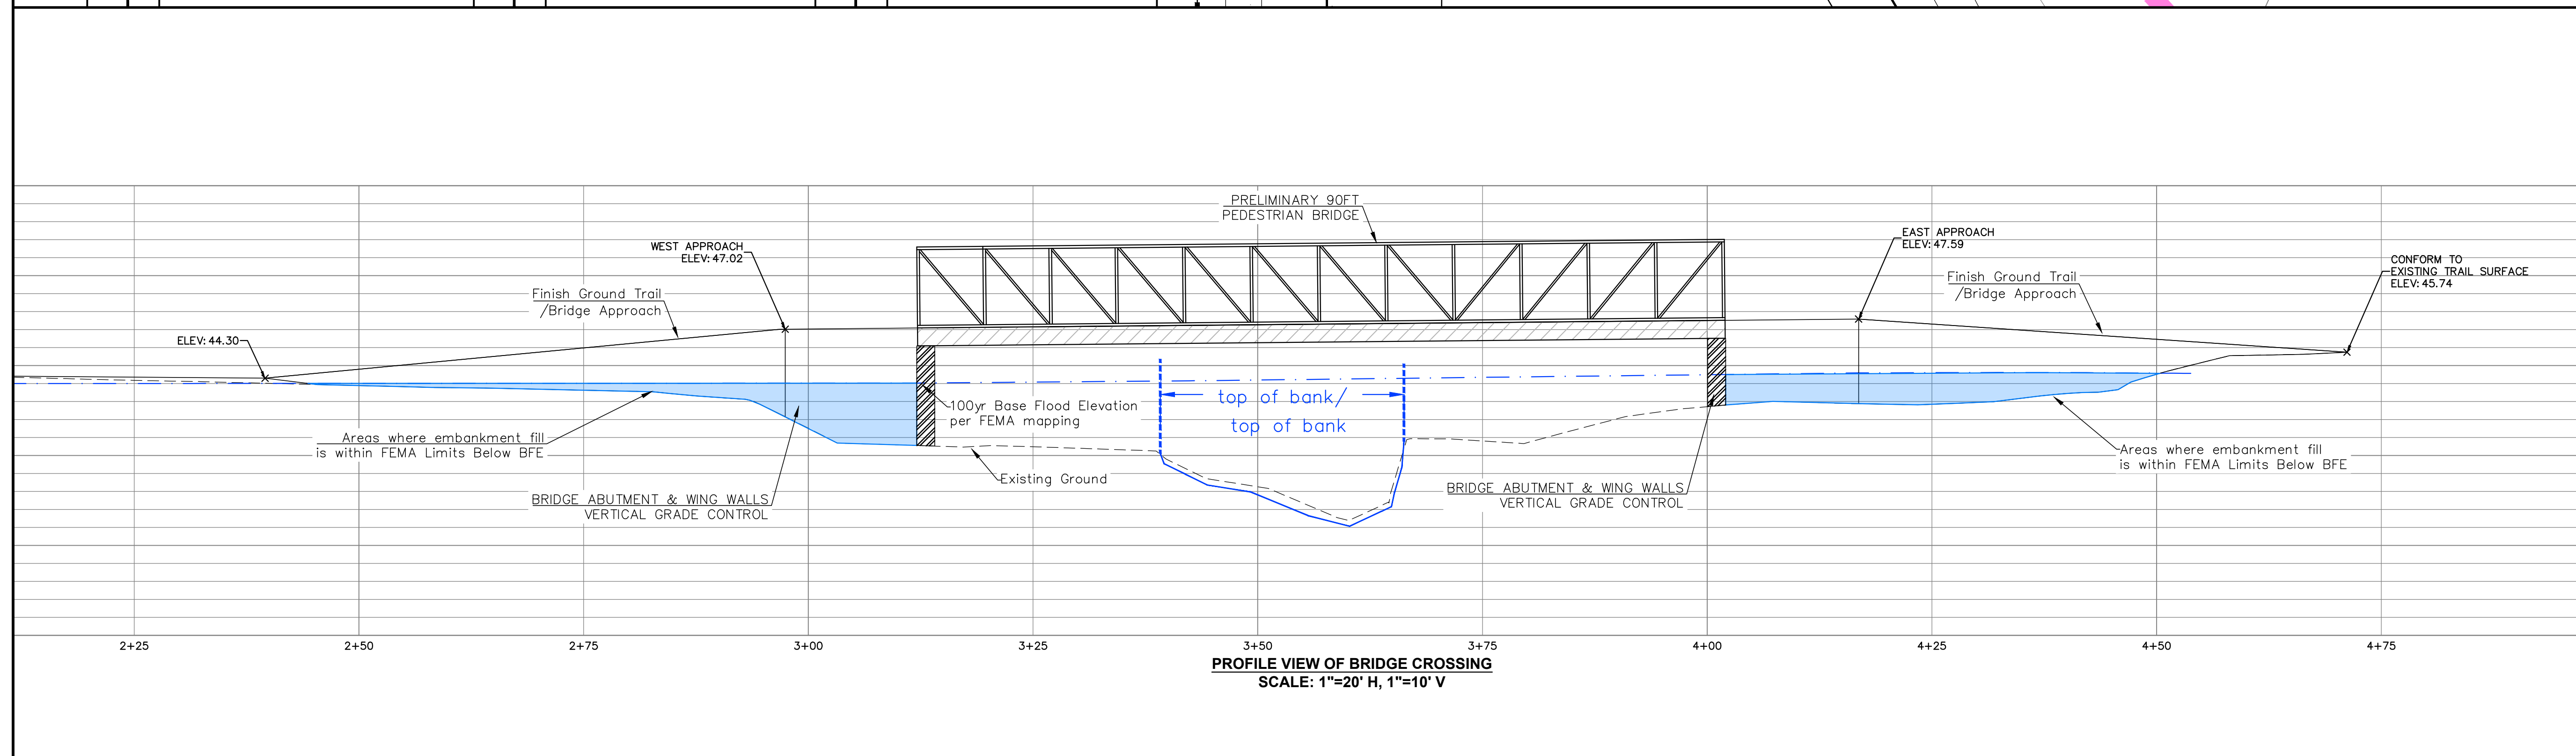 PRELIMINARY 90FT
PEDESTRIAN BRIDGE
WEST APPROACH
ELEV: 47.02
EAST APPROACH
ELEV: 47.59
CONFORM TO
EXISTING TRAIL SURFACE
ELEV: 45.74
Finish Ground Trail
/Bridge Approach
Finish Ground Trail
/Bridge Approach
ELEV: 44.30
100yr Base Flood Elevation
per FEMA mapping
top of bank/
top of bank
Areas where embankment fill
is within FEMA Limits Below BFE
Existing Ground
Areas where embankment fill
is within FEMA Limits Below BFE
BRIDGE ABUTMENT & WING WALLS
VERTICAL GRADE CONTROL
BRIDGE ABUTMENT & WING WALLS
VERTICAL GRADE CONTROL
2+25 2+50 2+75 3+00 3+25 3+50 3+75 4+00 4+25 4+50 4+75
PROFILE VIEW OF BRIDGE CROSSING
SCALE: 1"=20' H, 1"=10' V